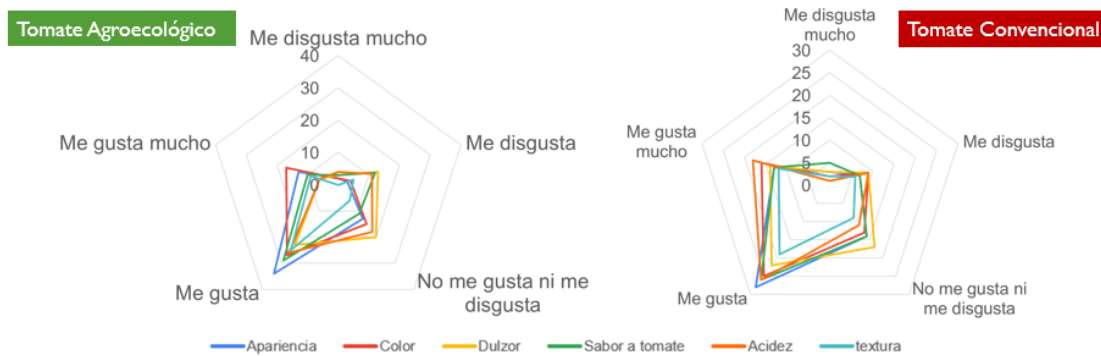 Tomate Agroecológico
Me disgusta mucho
40
30
20
10
0
Me gusta mucho
Me disgusta
Me gusta
No me gusta ni me
disgusta
Tomate Convencional
Me disgusta
mucho
30
25
20
15
10
5
0
Me gusta
mucho
Me disgusta
Me gusta
No me gusta ni
me disgusta
Apariencia
Color
Dulzor
Sabor a tomate
Acidez
textura